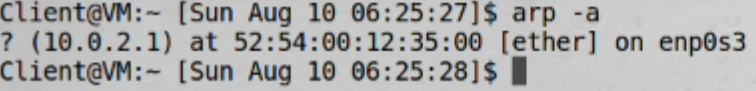 Client@VM:~ [Sun Aug 10 06:25:27]$ arp -a
? (10.0.2.1) at 52:54:00:12:35:00 [ether] on enp0s3
Client@VM:~ [Sun Aug 10 06:25:28]$